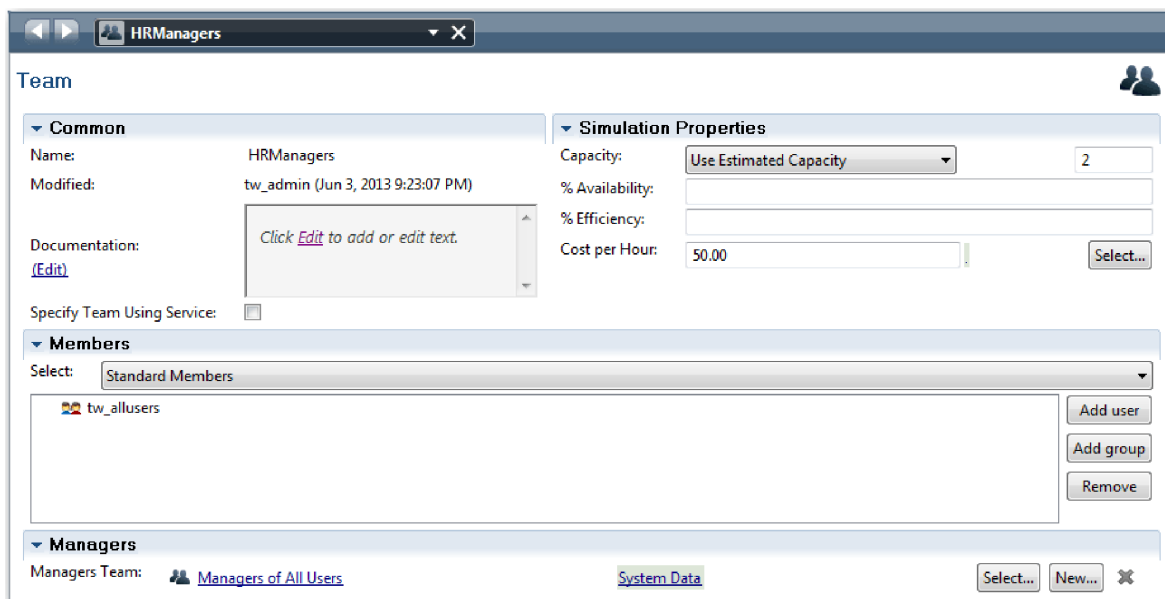 HRManagers
Team
Common
Name: HRManagers
Modified: tw_admin (Jun 3, 2013 9:23:07 PM)
Documentation:
(Edit)
Click Edit to add or edit text.
Specify Team Using Service:
Simulation Properties
Capacity: Use Estimated Capacity 2
% Availability:
% Efficiency:
Cost per Hour: 50.00 . Select...
Members
Select: Standard Members
tw_allusers
Add user
Add group
Remove
Managers
Managers Team: Managers of All Users System Data Select... New...